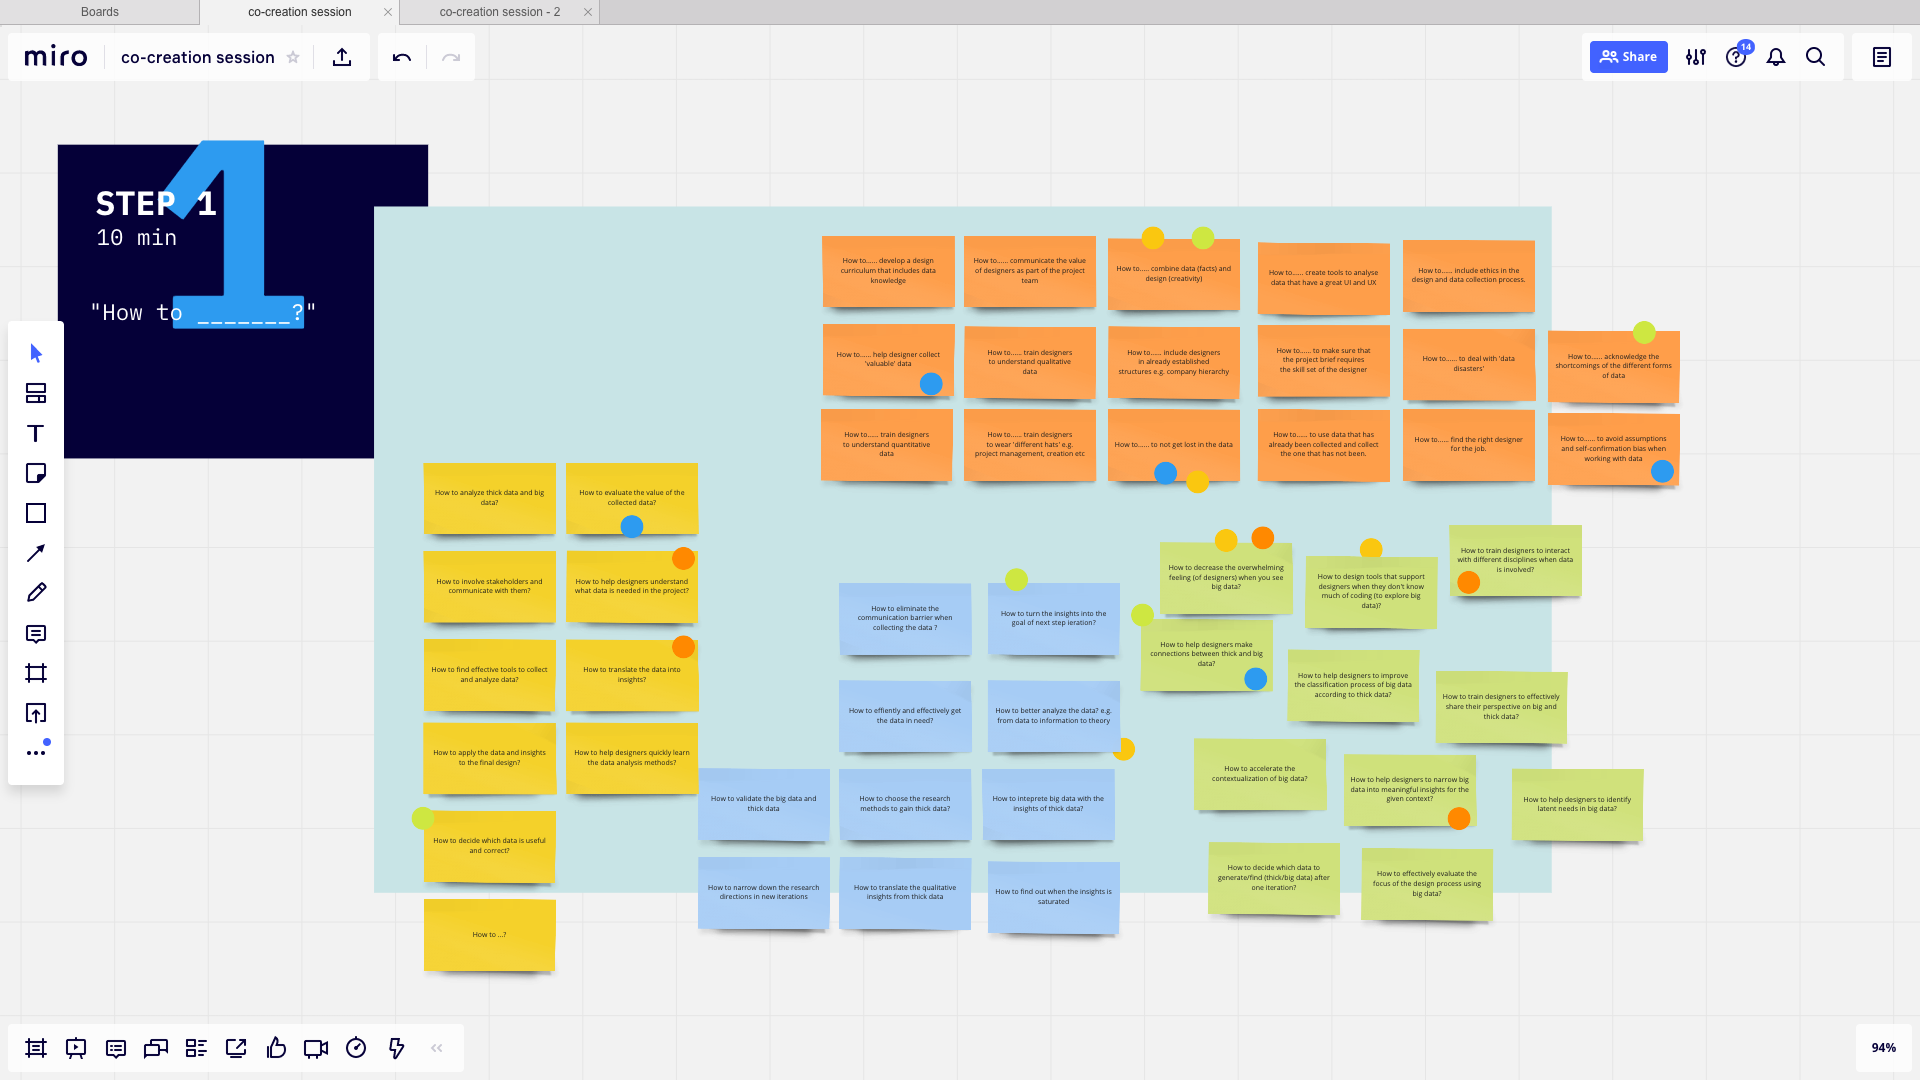 Boards
co-creation session
co-creation session - 2
miro
co-creation session
Share
14
1
STEP 1
10 min
"How to _______?"
How to...... develop a design
curriculum that includes data
knowledge
How to...... communicate the value
of designers as part of the project
team
How to..... combine data (facts) and
design (creativity)
How to...... create tools to analyse
data that have a great UI and UX
How to...... include ethics in the
design and data collection process.
How to...... help designer collect
'valuable' data
How to...... train designers
to understand qualitative
data
How to...... include designers
in already established
structures e.g. company hierarchy
How to...... to make sure that
the project brief requires
the skill set of the designer
How to...... to deal with 'data
disasters'
How to...... acknowledge the
shortcomings of the different forms
of data
How to...... train designers
to understand quantitative
data
How to...... train designers
to wear 'different hats' e.g.
project management, creation etc
How to...... to not get lost in the data
How to...... to use data that has
already been collected and collect
the one that has not been.
How to...... find the right designer
for the job.
How to...... to avoid assumptions
and self-confirmation bias when
working with data
How to analyze thick data and big
data?
How to evaluate the value of the
collected data?
How to involve stakeholders and
communicate with them?
How to help designers understand
what data is needed in the project?
How to find effective tools to collect
and analyze data?
How to translate the data into
insights?
How to apply the data and insights
to the final design?
How to help designers quickly learn
the data analysis methods?
How to decide which data is useful
and correct?
How to ...?
How to eliminate the
communication barrier when
collecting the data ?
How to turn the insights into the
goal of next step ieration?
How to effiently and effectively get
the data in need?
How to better analyze the data? e.g.
from data to information to theory
How to validate the big data and
thick data
How to choose the research
methods to gain thick data?
How to inteprete big data with the
insights of thick data?
How to narrow down the research
directions in new iterations
How to translate the qualitative
insights from thick data
How to find out when the insights is
saturated
How to decrease the overwhelming
feeling (of designers) when you see
big data?
How to design tools that support
designers when they don't know
much of coding (to explore big
data)?
How to train designers to interact
with different disciplines when data
is involved?
How to help designers make
connections between thick and big
data?
How to help designers to improve
the classification process of big data
according to thick data?
How to train designers to effectively
share their perspective on big and
thick data?
How to accelerate the
contextualization of big data?
How to help designers to narrow big
data into meaningful insights for the
given context?
How to help designers to identify
latent needs in big data?
How to decide which data to
generate/find (thick/big data) after
one iteration?
How to effectively evaluate the
focus of the design process using
big data?
94%